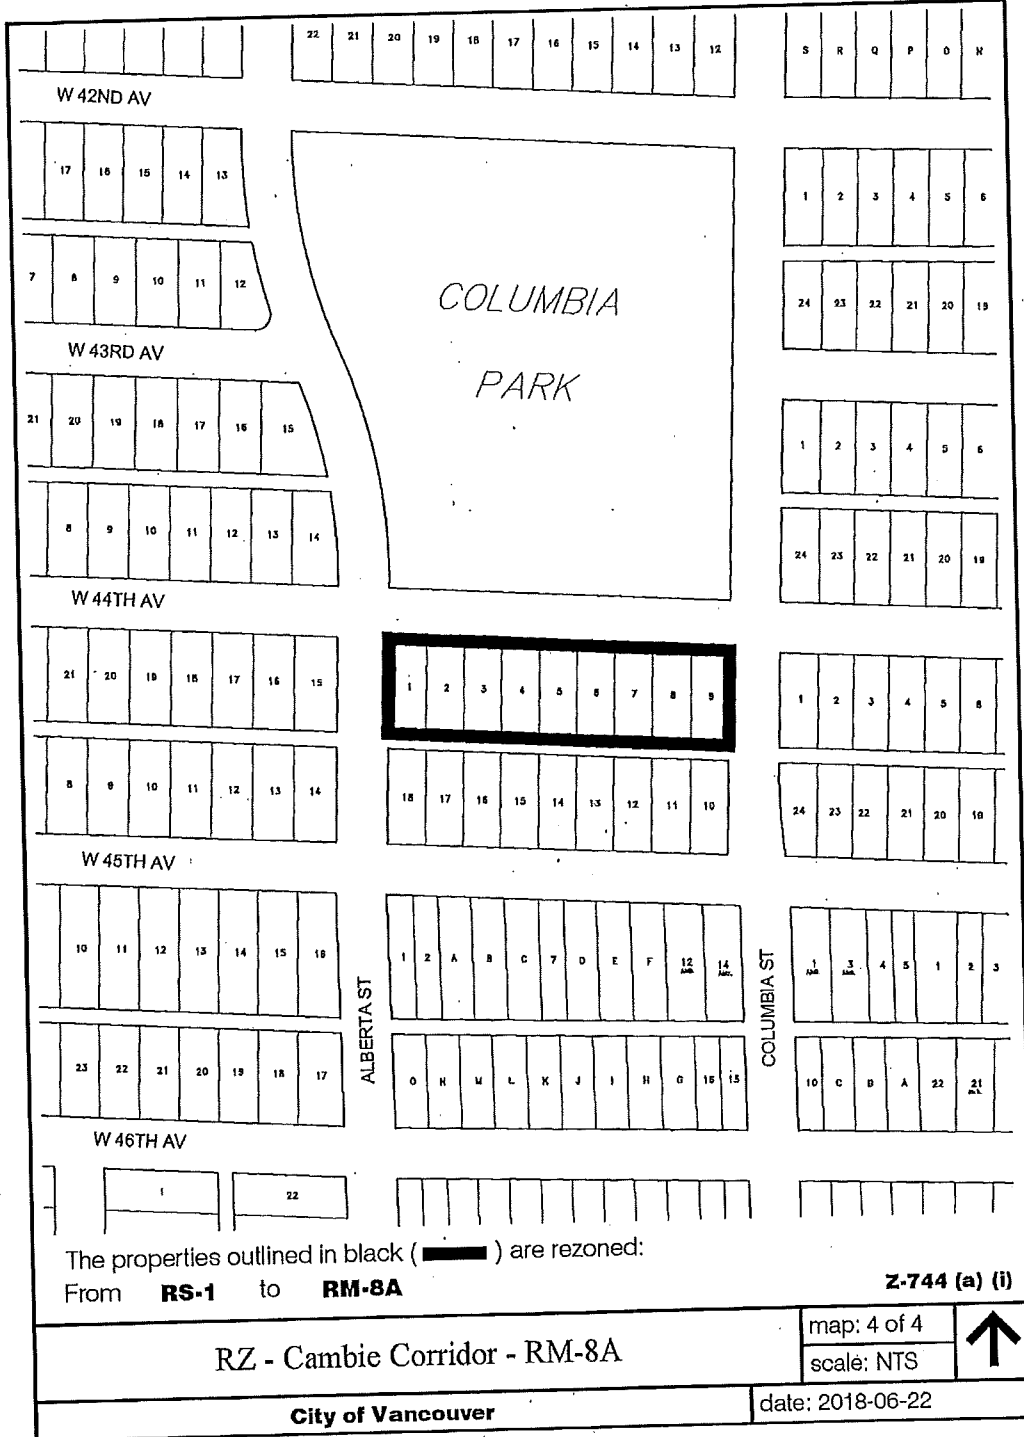 22 21 20 19 18 17 16 15 14 13 12
S R Q P O N
W 42ND AV
17 16 15 14 13
1 2 3 4 5 6
7 8 9 10 11 12
24 23 22 21 20 19
COLUMBIA
PARK
W 43RD AV
21 20 19 18 17 16 15
1 2 3 4 5 6
8 9 10 11 12 13 14
24 23 22 21 20 19
W 44TH AV
21 20 19 18 17 16 15
1 2 3 4 5 6 7 8 9
1 2 3 4 5 6
8 9 10 11 12 13 14
18 17 16 15 14 13 12 11 10
24 23 22 21 20 19
W 45TH AV
10 11 12 13 14 15 16
1 2 A B C 7 D E F 12 14
1 3 4 5 1 2 3
ALBERTA ST
COLUMBIA ST
23 22 21 20 19 18 17
O N M L K J I H G 16 15
10 C B A 22 21
W 46TH AV
1 22
The properties outlined in black ( ) are rezoned:
From RS-1 to RM-8A
Z-744 (a) (i)
RZ - Cambie Corridor - RM-8A
map: 4 of 4
scale: NTS
City of Vancouver
date: 2018-06-22